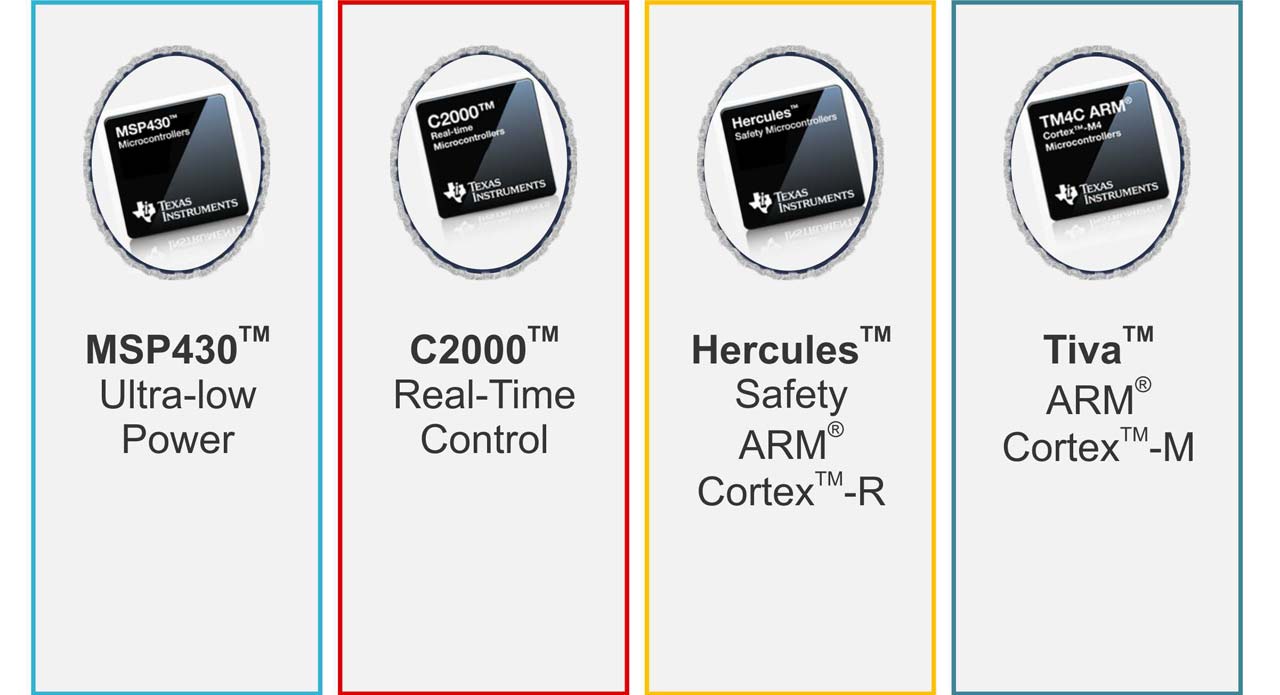 MSP430™
Microcontrollers
TEXAS
INSTRUMENTS
MSP430™
Ultra-low
Power
C2000™
Real-time
Microcontrollers
TEXAS
INSTRUMENTS
C2000™
Real-Time
Control
Hercules™
Safety Microcontrollers
TEXAS
INSTRUMENTS
Hercules™
Safety
ARM®
Cortex™-R
TM4C ARM®
Cortex™-M4
Microcontrollers
TEXAS
INSTRUMENTS
Tiva™
ARM®
Cortex™-M